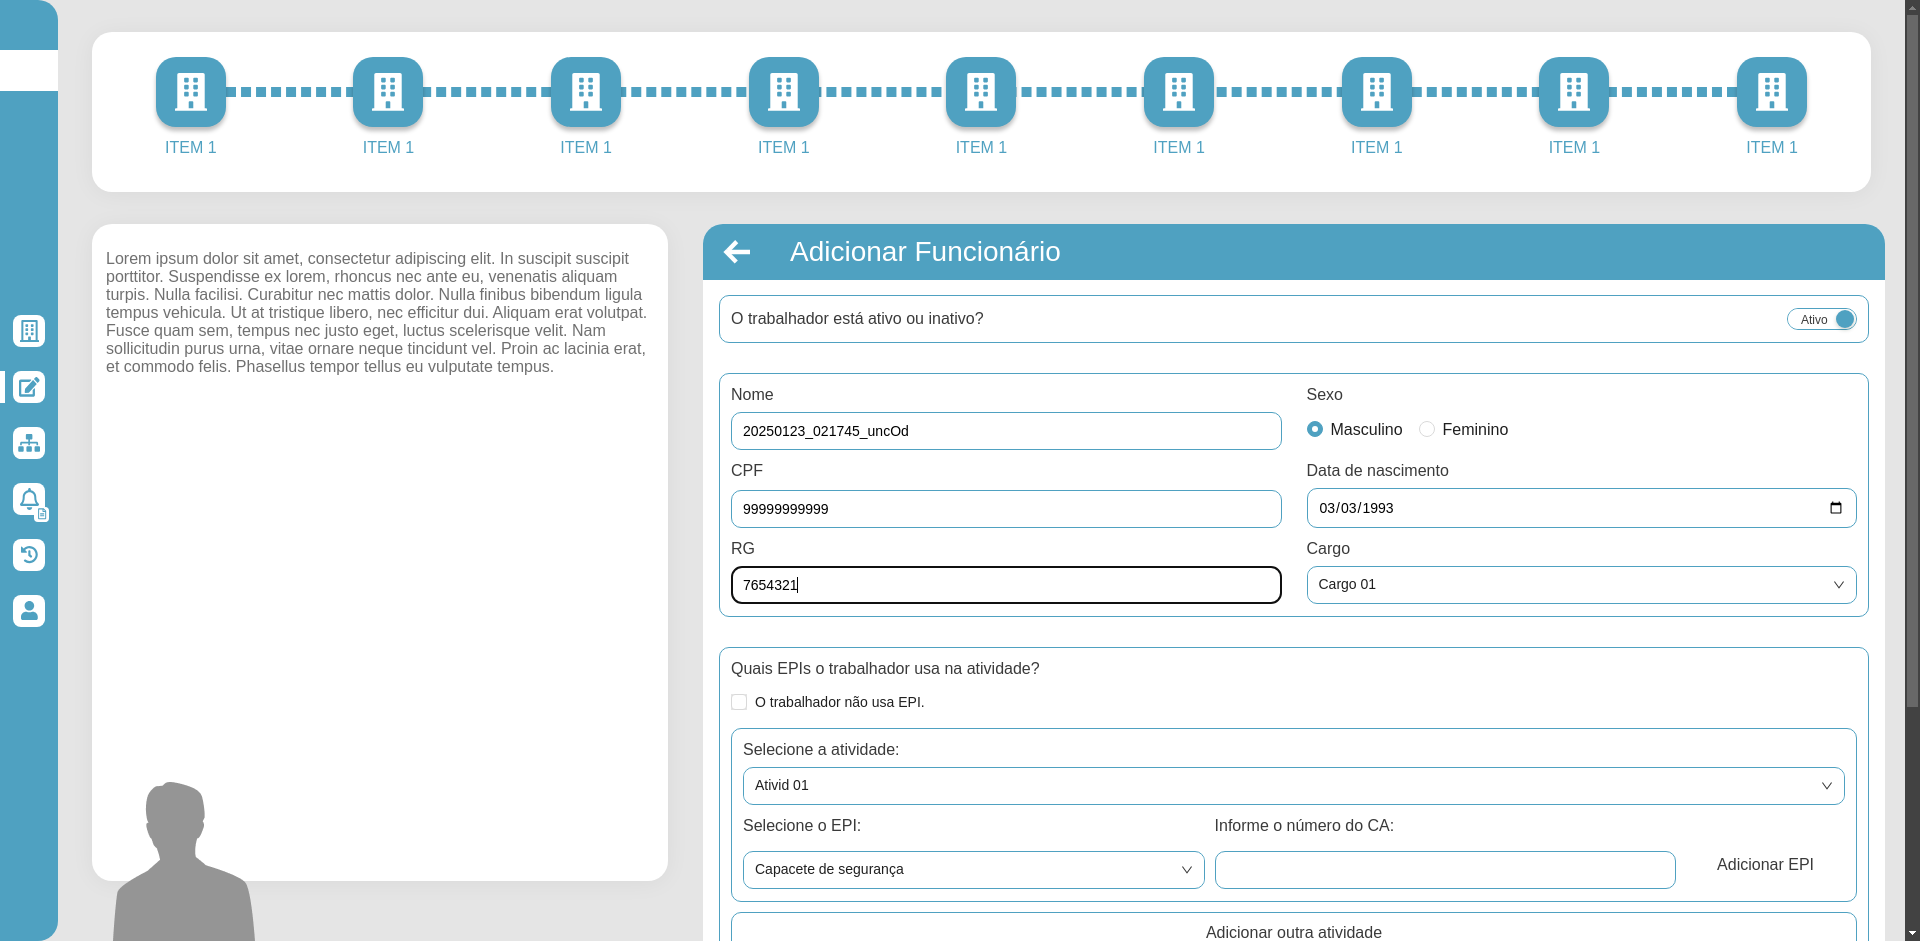 ITEM 1 ITEM 1 ITEM 1 ITEM 1 ITEM 1 ITEM 1 ITEM 1 ITEM 1 ITEM 1
Lorem ipsum dolor sit amet, consectetur adipiscing elit. In suscipit suscipit
porttitor. Suspendisse ex lorem, rhoncus nec ante eu, venenatis aliquam
turpis. Nulla facilisi. Curabitur nec mattis dolor. Nulla finibus bibendum ligula
tempus vehicula. Ut at tristique libero, nec efficitur dui. Aliquam erat volutpat.
Fusce quam sem, tempus nec justo eget, luctus scelerisque velit. Nam
sollicitudin purus urna, vitae ornare neque tincidunt vel. Proin ac lacinia erat,
et commodo felis. Phasellus tempor tellus eu vulputate tempus.
Adicionar Funcionário
O trabalhador está ativo ou inativo?
Ativo
Nome
20250123_021745_uncOd
Sexo
Masculino Feminino
CPF
99999999999
Data de nascimento
03/03/1993
RG
7654321
Cargo
Cargo 01
Quais EPIs o trabalhador usa na atividade?
O trabalhador não usa EPI.
Selecione a atividade:
Ativid 01
Selecione o EPI:
Capacete de segurança
Informe o número do CA:
Adicionar EPI
Adicionar outra atividade